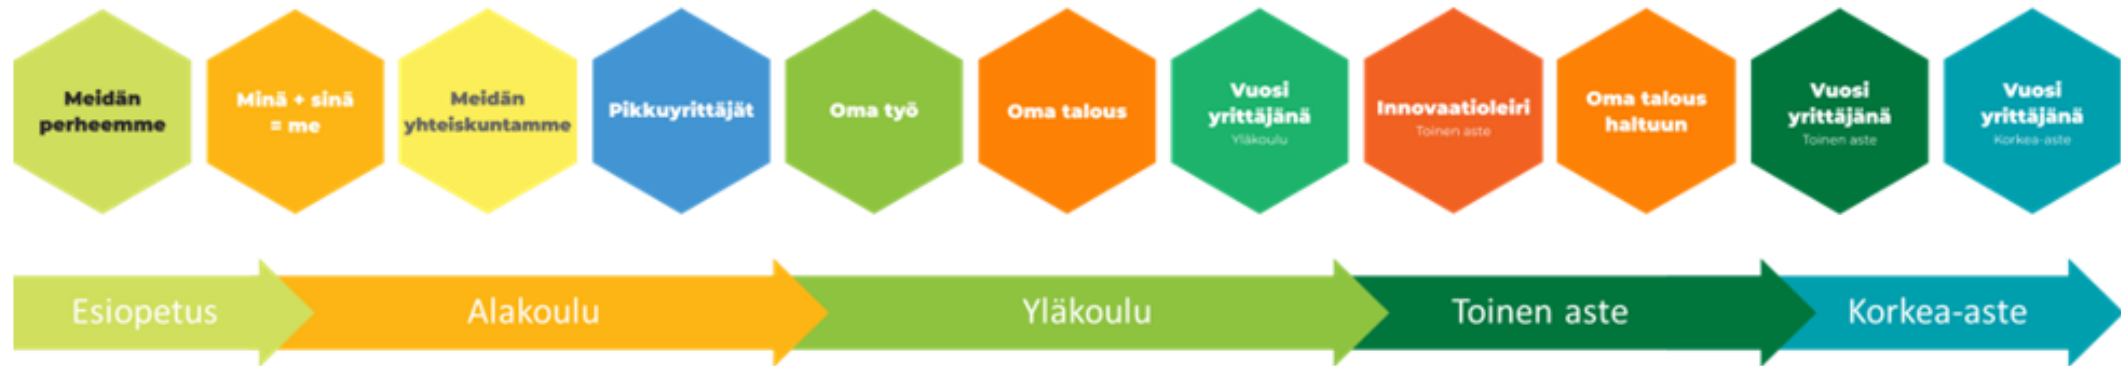 Meidän
perheemme
Minä + sinä
= me
Meidän
yhteiskuntamme
Pikkuyrittäjät
Oma työ
Oma talous
Vuosi
yrittäjänä
Yläkoulu
Innovaatioleiri
Toinen aste
Oma talous
haltuun
Vuosi
yrittäjänä
Toinen aste
Vuosi
yrittäjänä
Korkea-aste
Esiopetus
Alakoulu
Yläkoulu
Toinen aste
Korkea-aste